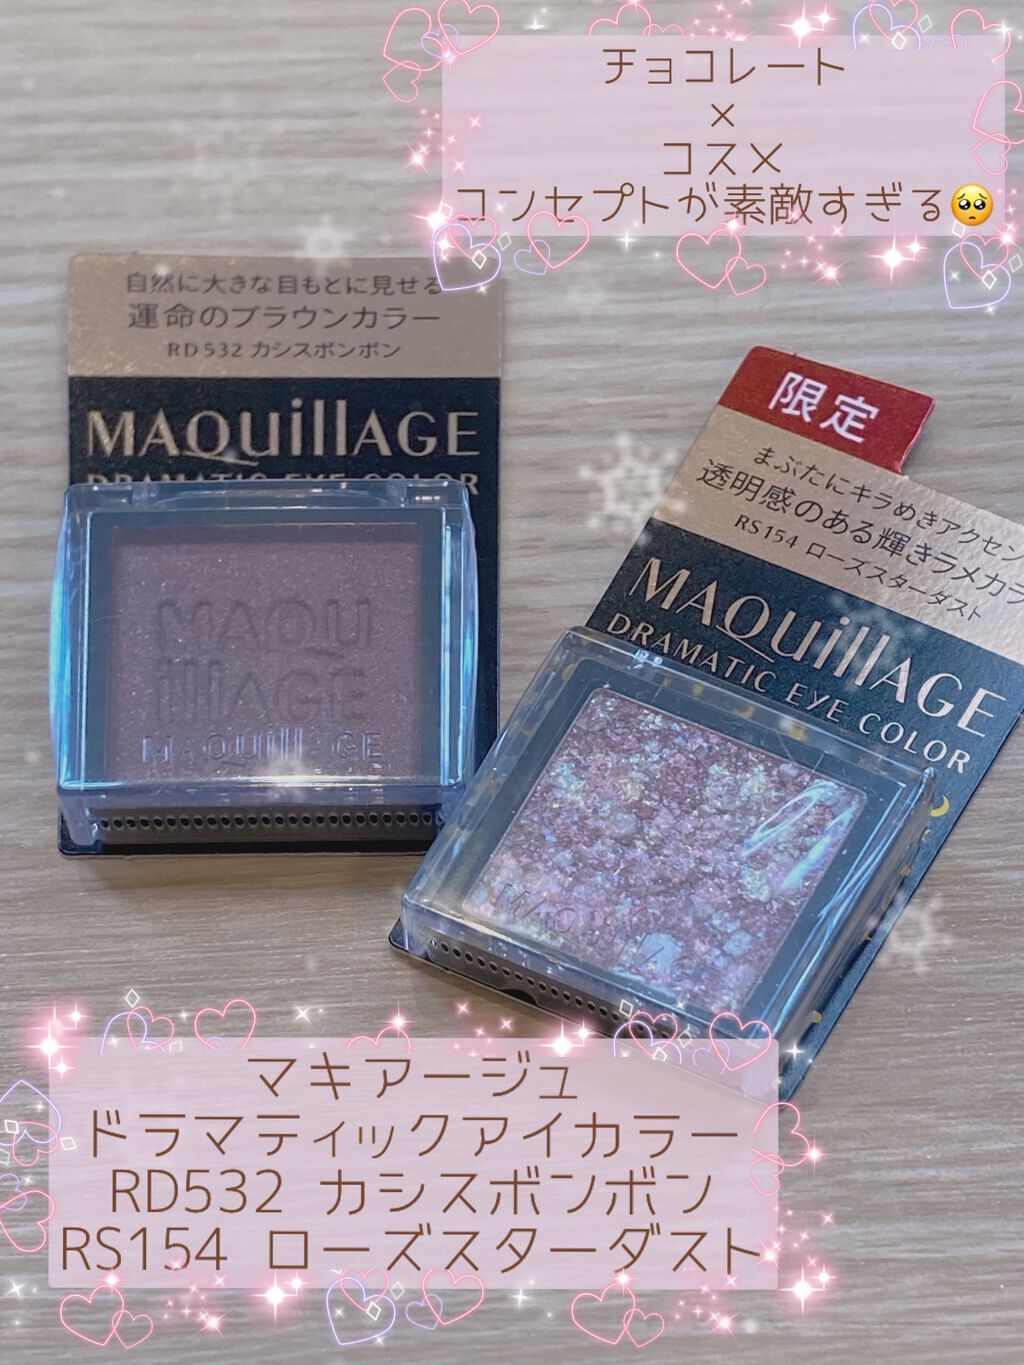 チョコレート
×
コスメ
コンセプトが素敵すぎる🥺
自然に大きな目もとに見せる
運命のブラウンカラー
RD532 カシスボンボン
MAQuillAGE
DRAMATIC EYE COLOR
MAQU
illAGE
MAQuillAGE
限定
まぶたにキラめきアクセン
透明感のある輝きラメカラ
RS154 ローズスターダスト
MAQuillAGE
DRAMATIC EYE COLOR
MAQuillAGE
マキアージュ
ドラマティックアイカラー
RD532 カシスボンボン
RS154 ローズスターダスト